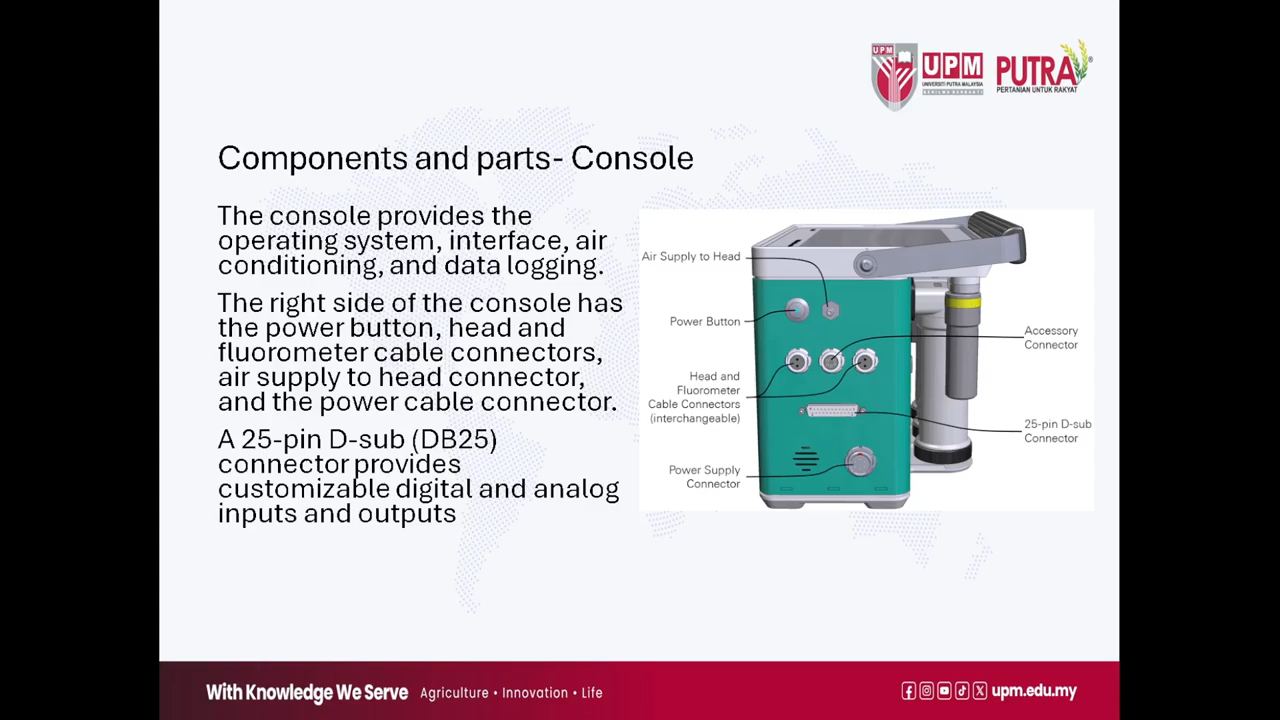 UPM
UPM
UNIVERSITI PUTRA MALAYSIA
BERILMU BERBAKTI
PUTRA
PERTANIAN UNTUK RAKYAT
Components and parts- Console
The console provides the
operating system, interface, air
conditioning, and data logging.
The right side of the console has
the power button, head and
fluorometer cable connectors,
air supply to head connector,
and the power cable connector.
A 25-pin D-sub (DB25)
connector provides
customizable digital and analog
inputs and outputs
Air Supply to Head
Power Button
Head and
Fluorometer
Cable Connectors
(interchangeable)
Power Supply
Connector
Accessory
Connector
25-pin D-sub
Connector
With Knowledge We Serve Agriculture • Innovation • Life
upm.edu.my